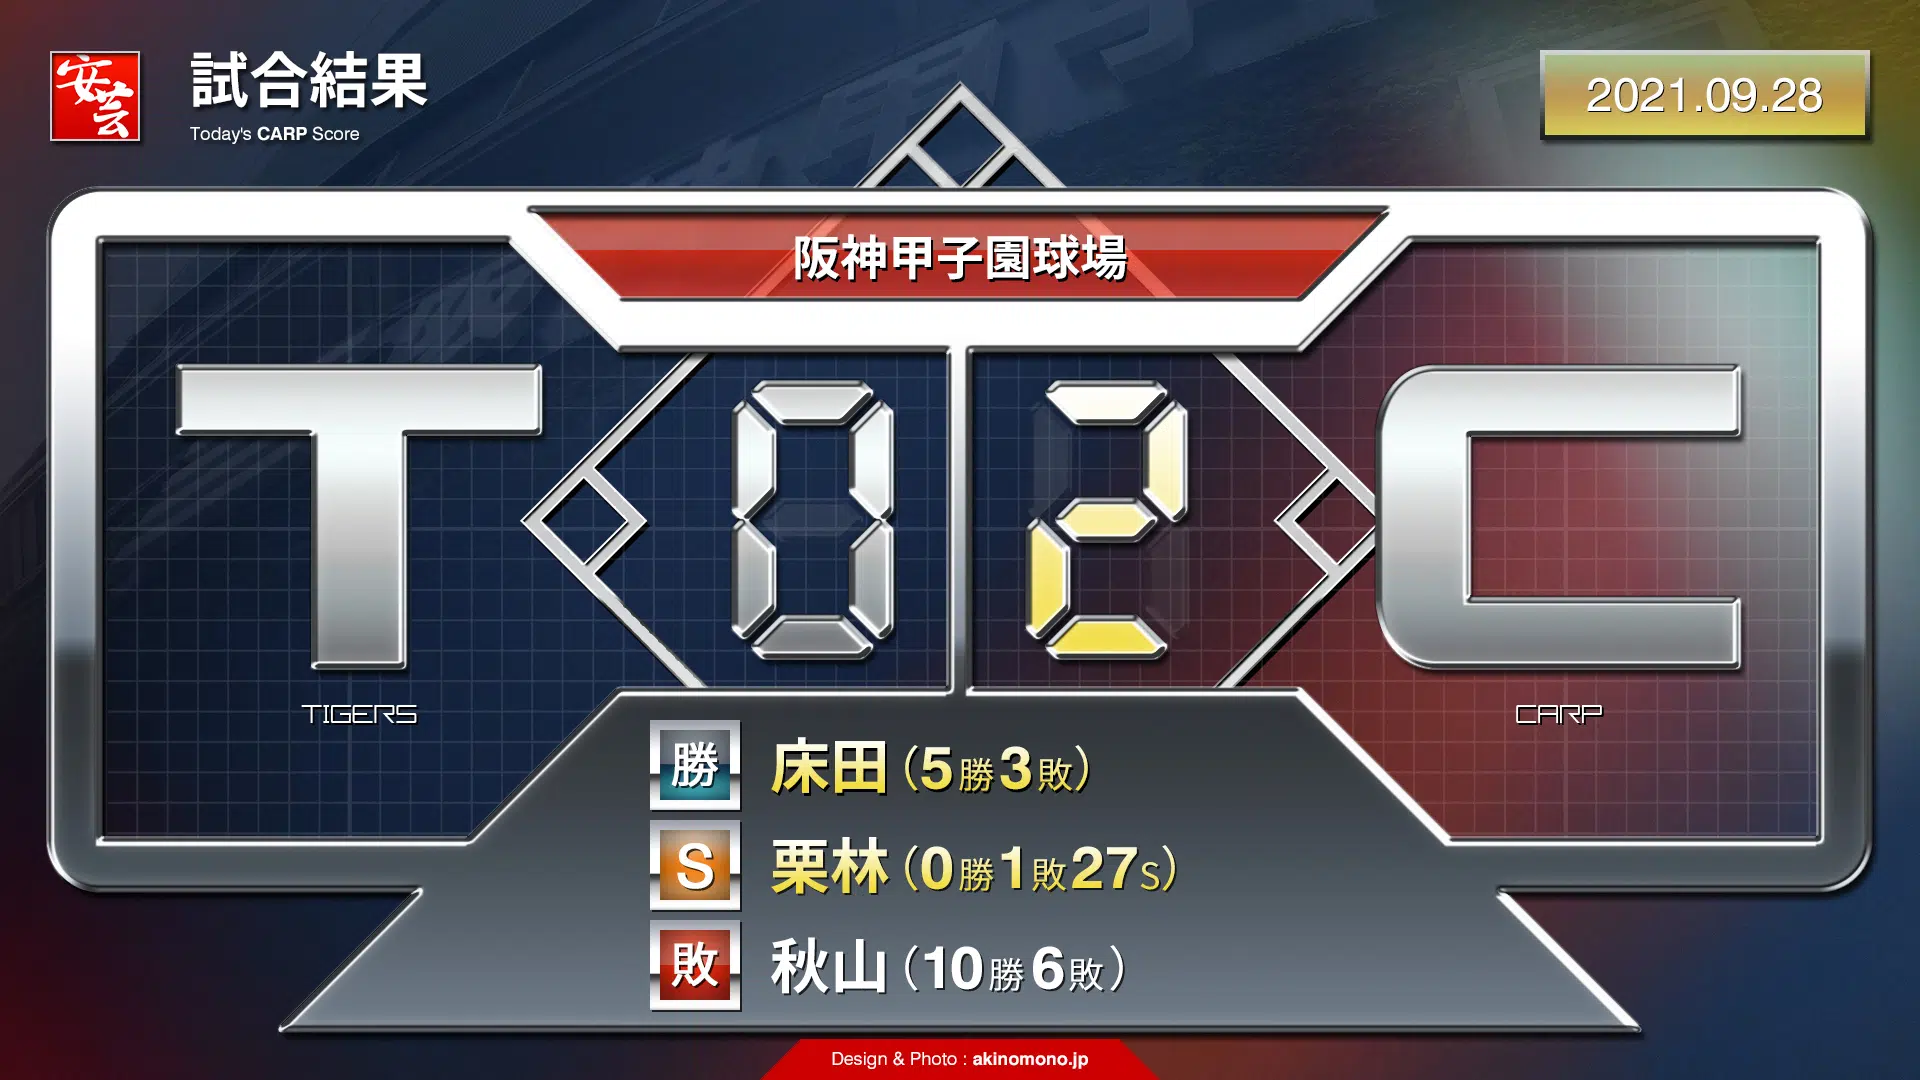 安芸
試合結果
Today's CARP Score
2021.09.28
阪神甲子園球場
T 0 2 C
TIGERS
CARP
勝 床田(5勝3敗)
S 栗林(0勝1敗27S)
敗 秋山(10勝6敗)
Design & Photo : akinomono.jp